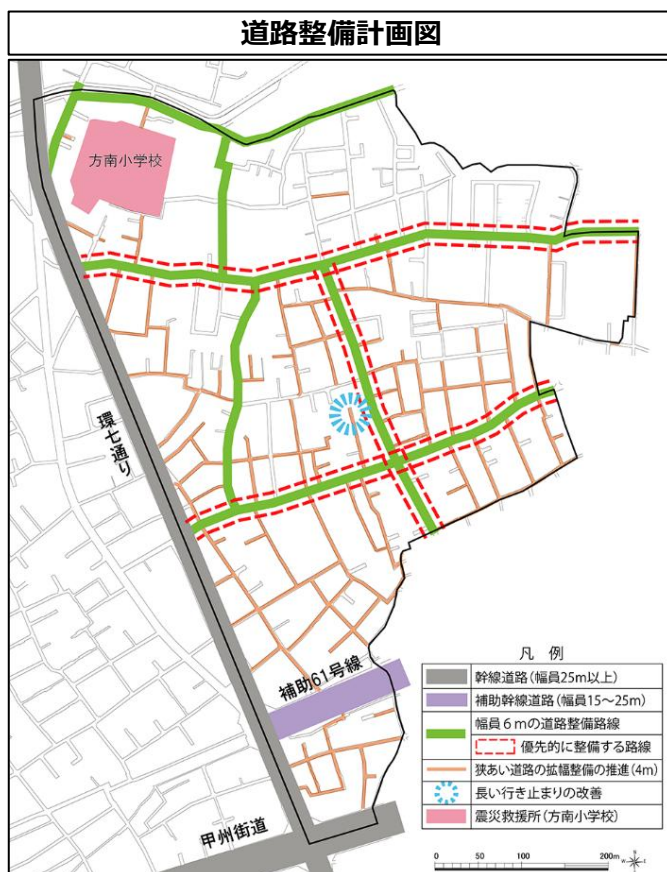 道路整備計画図
方南小学校
環七通り
補助61号線
甲州街道
凡 例
幹線道路(幅員25m以上)
補助幹線道路(幅員15~25m)
幅員6mの道路整備路線
優先的に整備する路線
狭あい道路の拡幅整備の推進(4m)
長い行き止まりの改善
震災救援所(方南小学校)
0 50 100 200m